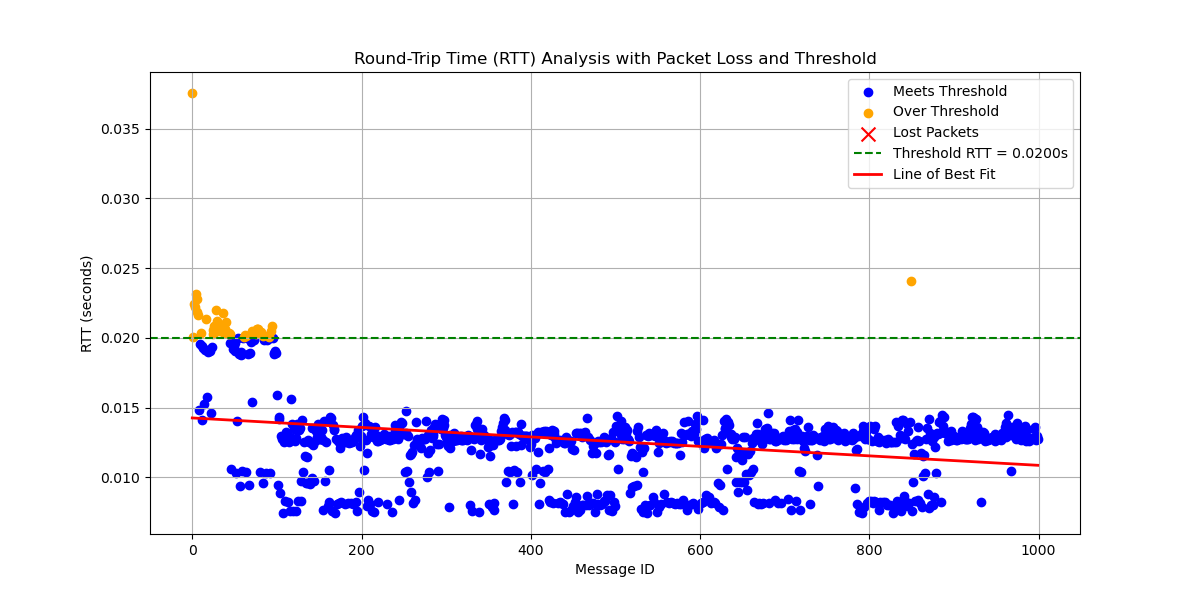 Round-Trip Time (RTT) Analysis with Packet Loss and Threshold
Meets Threshold
Over Threshold
Lost Packets
Threshold RTT = 0.0200s
Line of Best Fit
RTT (seconds)
0.035
0.030
0.025
0.020
0.015
0.010
0 200 400 600 800 1000
Message ID